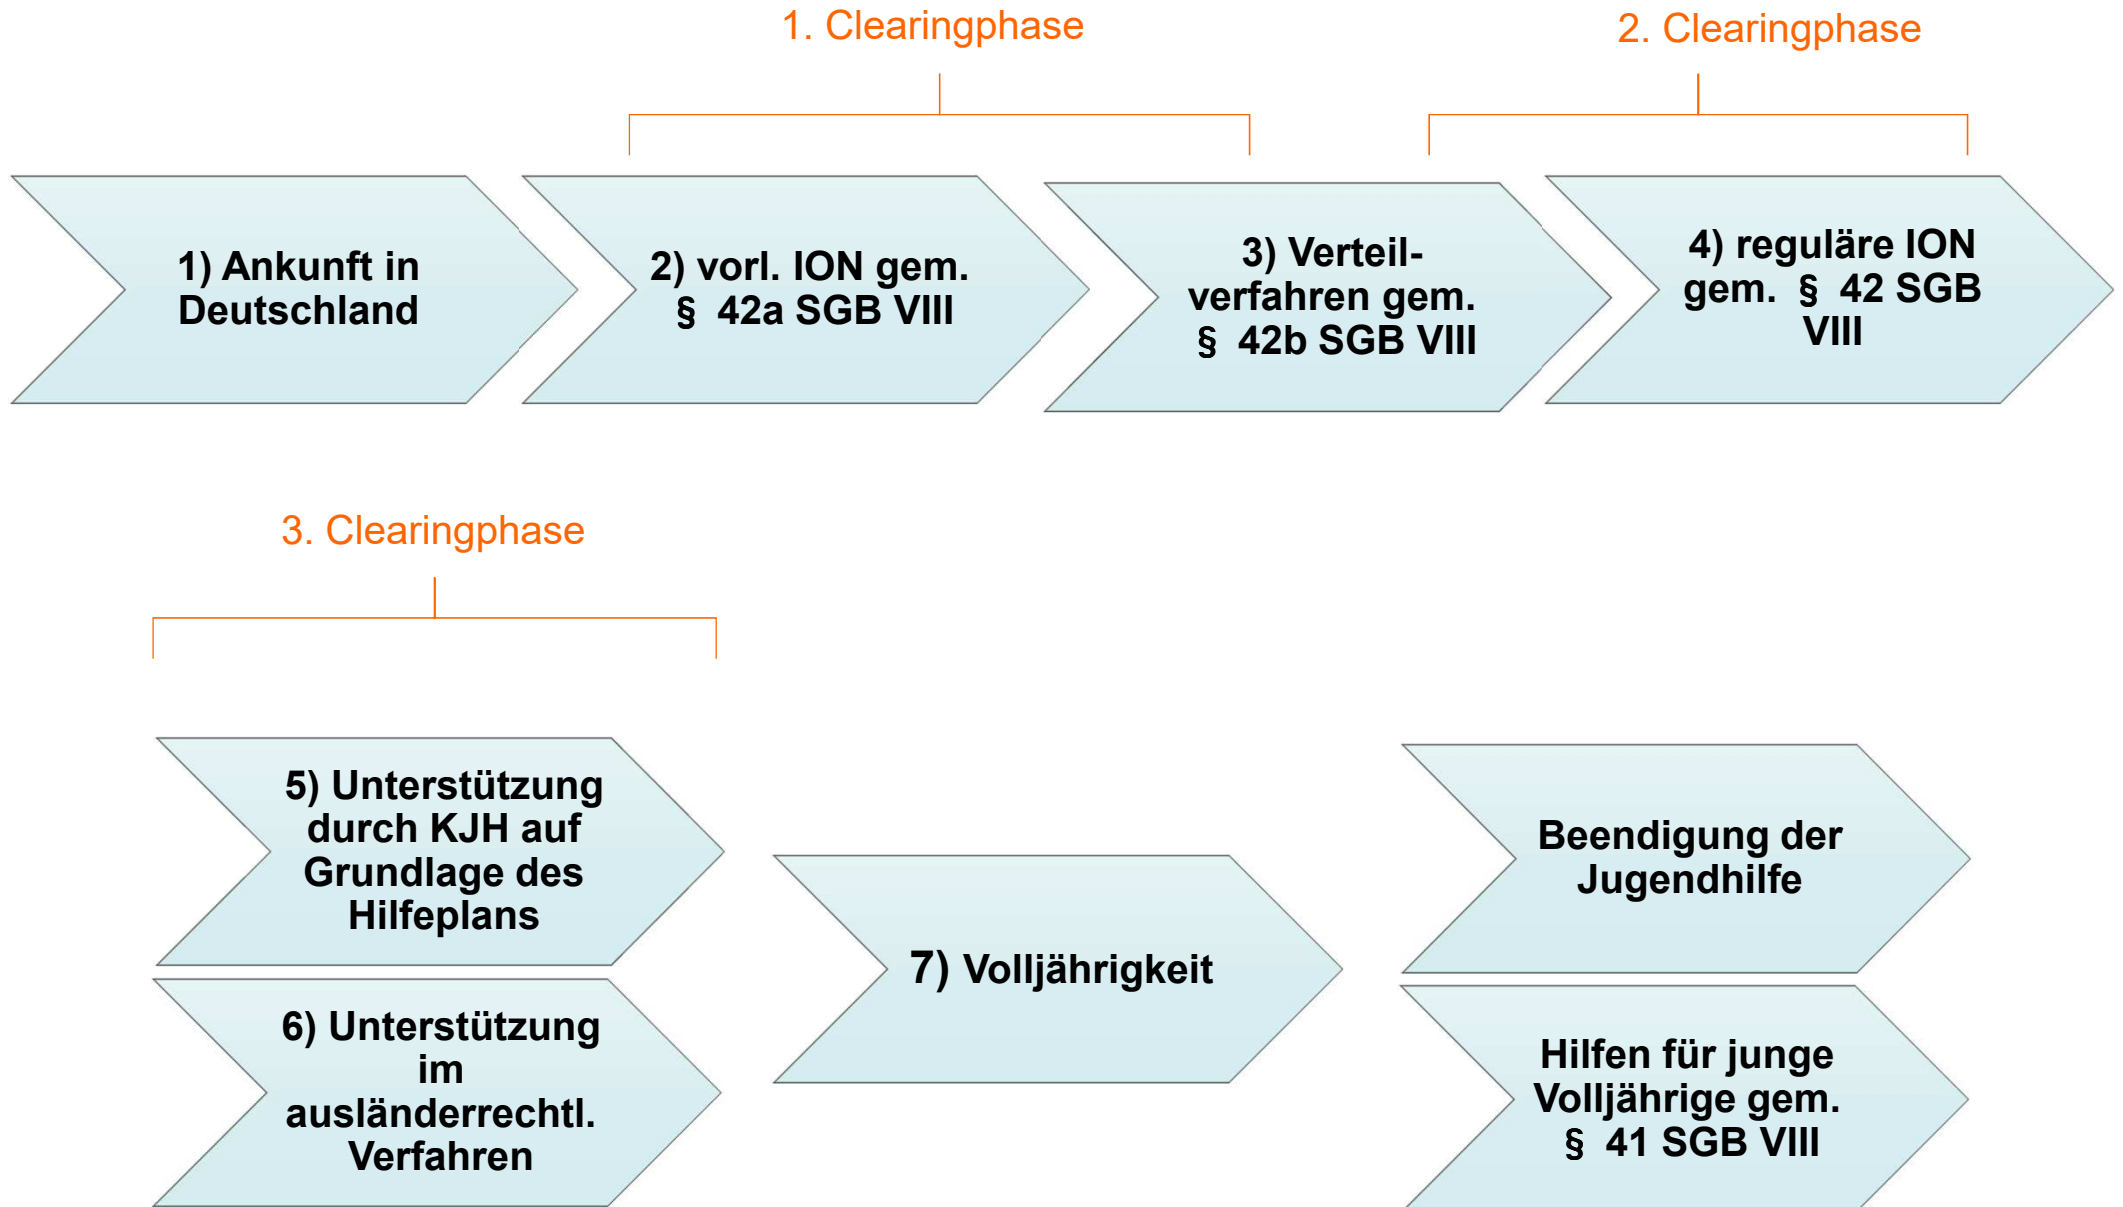 1. Clearingphase
2. Clearingphase
1) Ankunft in
Deutschland
2) vorl. ION gem.
§ 42a SGB VIII
3) Verteil-
verfahren gem.
§ 42b SGB VIII
4) reguläre ION
gem. § 42 SGB
VIII
3. Clearingphase
5) Unterstützung
durch KJH auf
Grundlage des
Hilfeplans
6) Unterstützung
im
ausländerrechtl.
Verfahren
7) Volljährigkeit
Beendigung der
Jugendhilfe
Hilfen für junge
Volljährige gem.
§ 41 SGB VIII